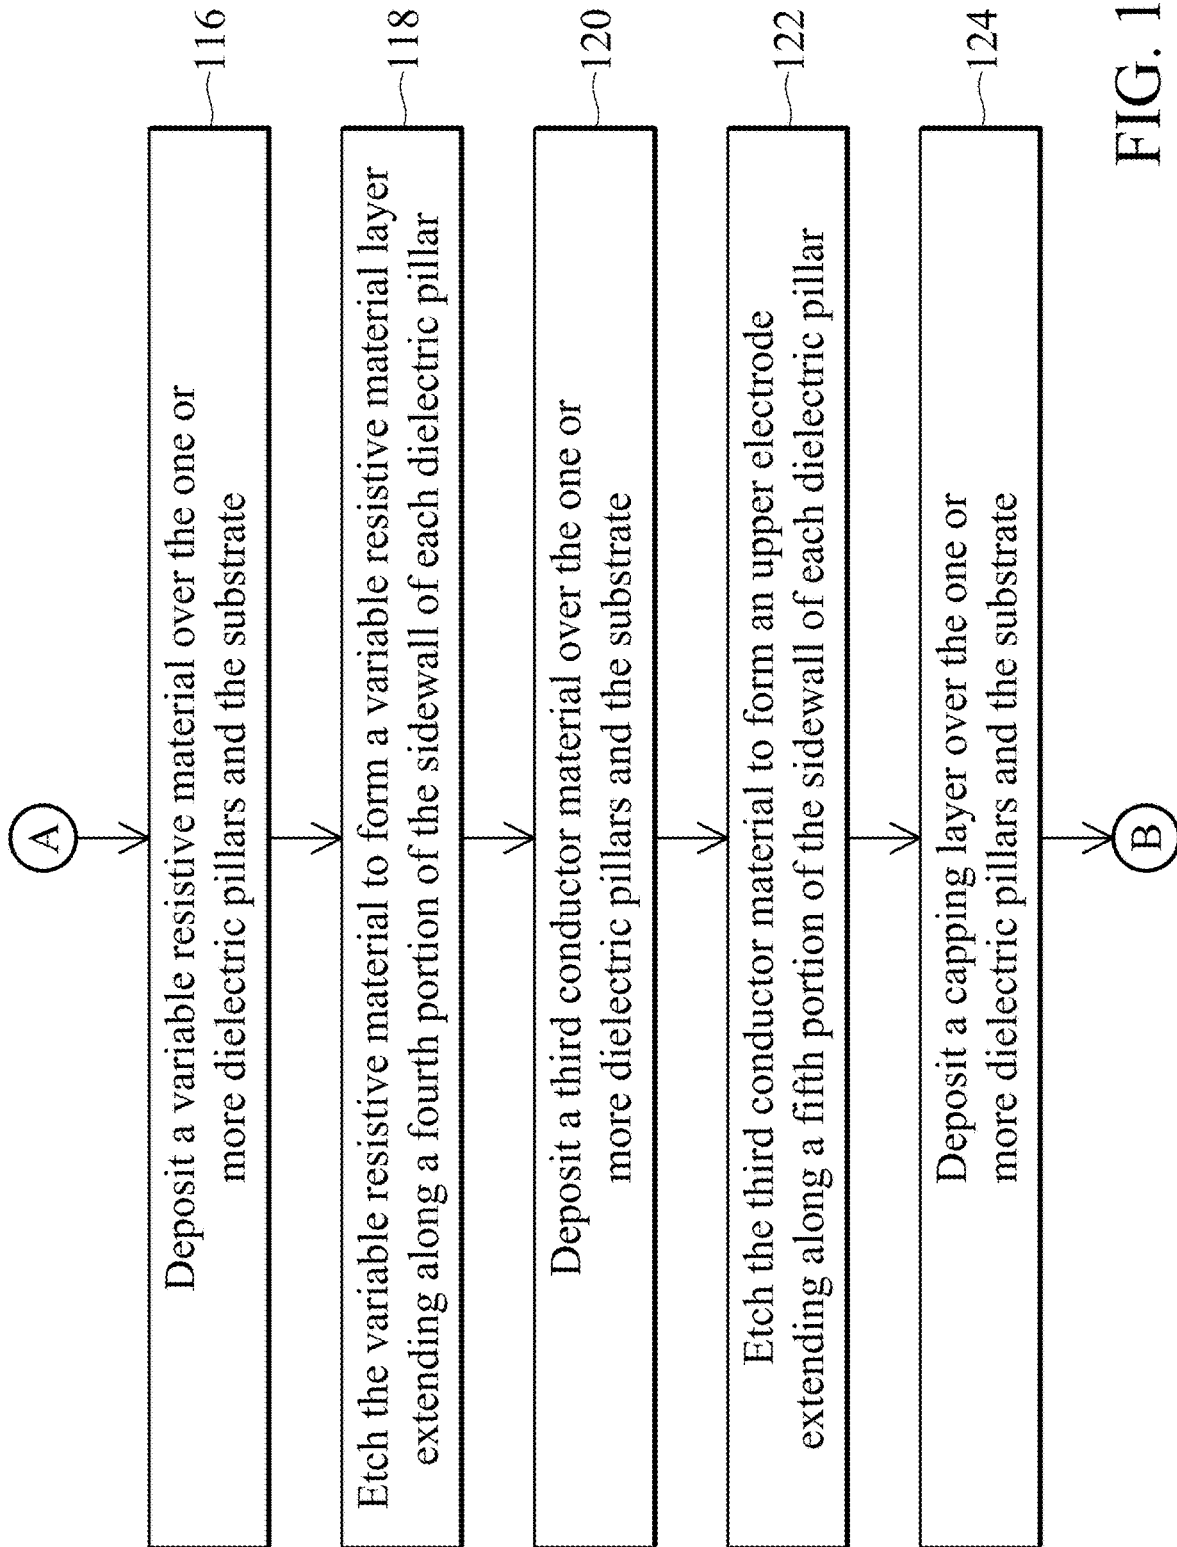 A
Deposit a variable resistive material over the one or
more dielectric pillars and the substrate
116
Etch the variable resistive material to form a variable resistive material layer
extending along a fourth portion of the sidewall of each dielectric pillar
118
Deposit a third conductor material over the one or
more dielectric pillars and the substrate
120
Etch the third conductor material to form an upper electrode
extending along a fifth portion of the sidewall of each dielectric pillar
122
Deposit a capping layer over the one or
more dielectric pillars and the substrate
124
B
FIG. 1